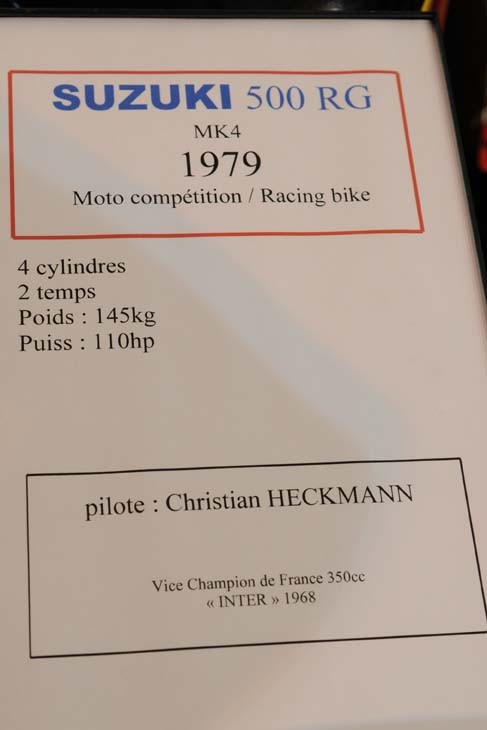 SUZUKI 500 RG
MK4
1979
Moto compétition / Racing bike
4 cylindres
2 temps
Poids : 145kg
Puiss : 110hp
pilote : Christian HECKMANN
Vice Champion de France 350cc
« INTER » 1968